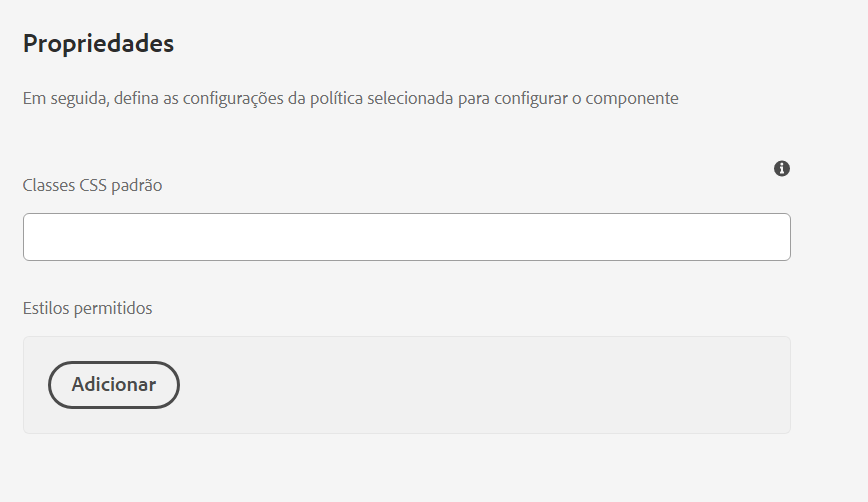 Propriedades
Em seguida, defina as configurações da política selecionada para configurar o componente
Classes CSS padrão
Estilos permitidos
Adicionar